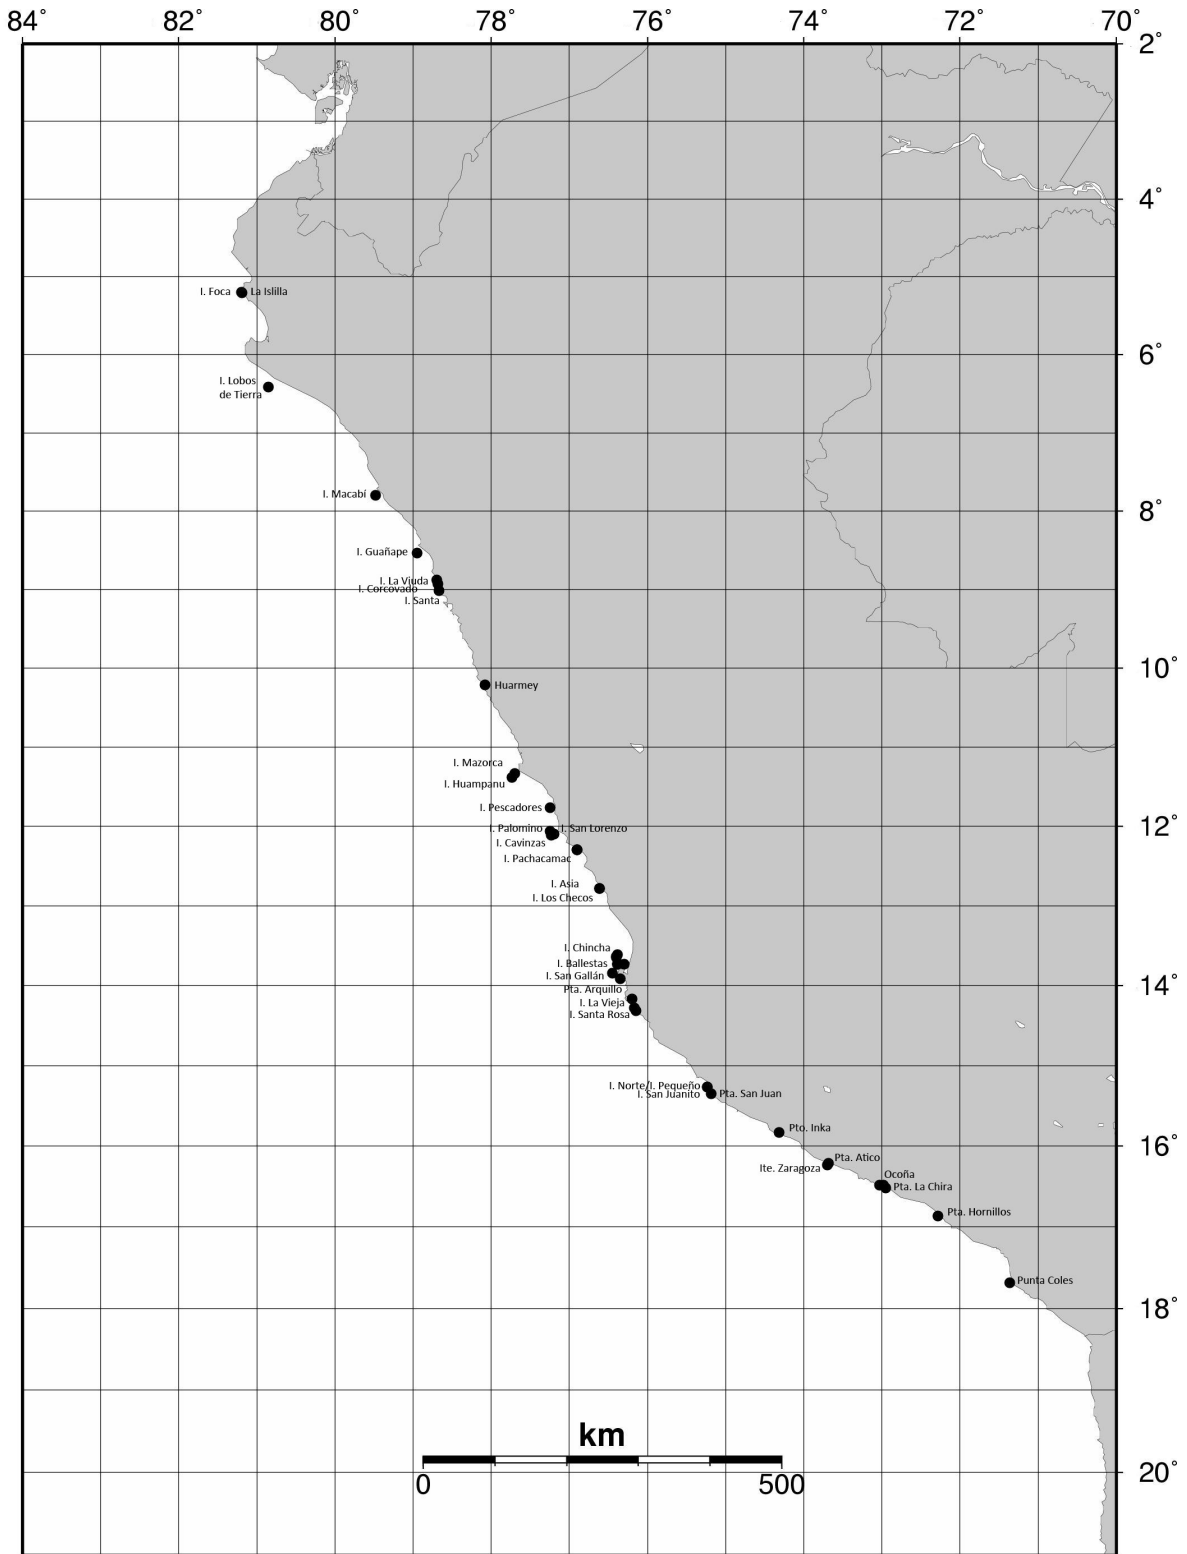 84° 82° 80° 78° 76° 74° 72° 70°
2°
4°
I. Foca La Islilla
6°
I. Lobos
de Tierra
I. Macabí
8°
I. Guañape
I. La Viuda
I. Corcovado
I. Santa
10°
Huarmey
I. Mazorca
I. Huampanu
I. Pescadores
12°
I. Palomino I. San Lorenzo
I. Cavinzas
I. Pachacamac
I. Asia
I. Los Checos
I. Chincha
I. Ballestas
I. San Gallán
14°
Pta. Arquillo
I. La Vieja
I. Santa Rosa
I. Norte/I. Pequeño
I. San Juanito Pta. San Juan
Pto. Inka
16°
Pta. Atico
Ite. Zaragoza
Ocoña
Pta. La Chira
Pta. Hornillos
Punta Coles
18°
km
20°
0 500